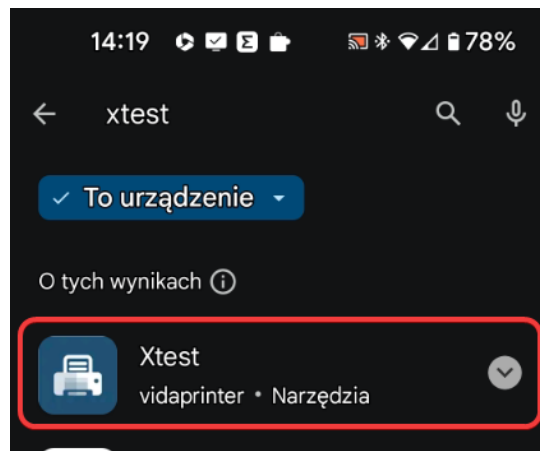 14:19 78%
xtest
To urządzenie
O tych wynikach
Xtest
vidaprinter • Narzędzia